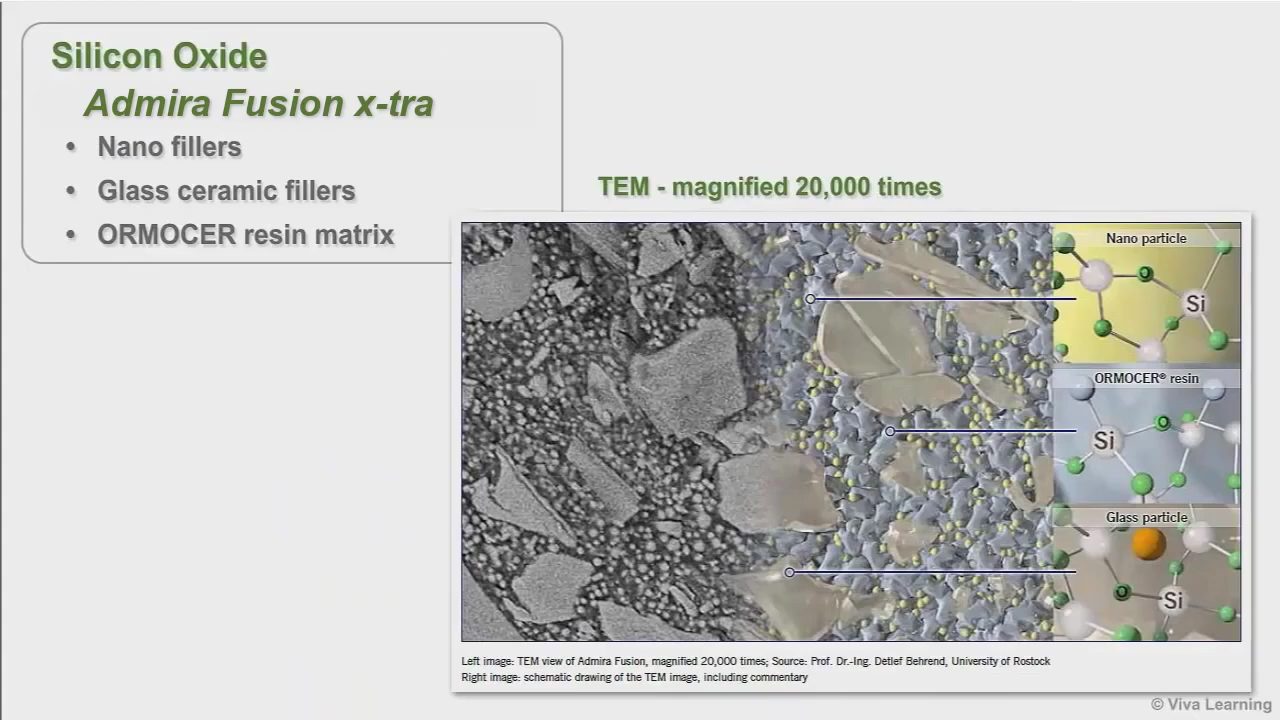 Silicon Oxide
Admira Fusion x-tra
• Nano fillers
• Glass ceramic fillers
• ORMOCER resin matrix
TEM - magnified 20,000 times
Nano particle
O
Si
ORMOCER® resin
O
Si
Glass particle
O
Si
Left image: TEM view of Admira Fusion, magnified 20,000 times; Source: Prof. Dr.-Ing. Detlef Behrend, University of Rostock
Right image: schematic drawing of the TEM image, including commentary
© Viva Learning